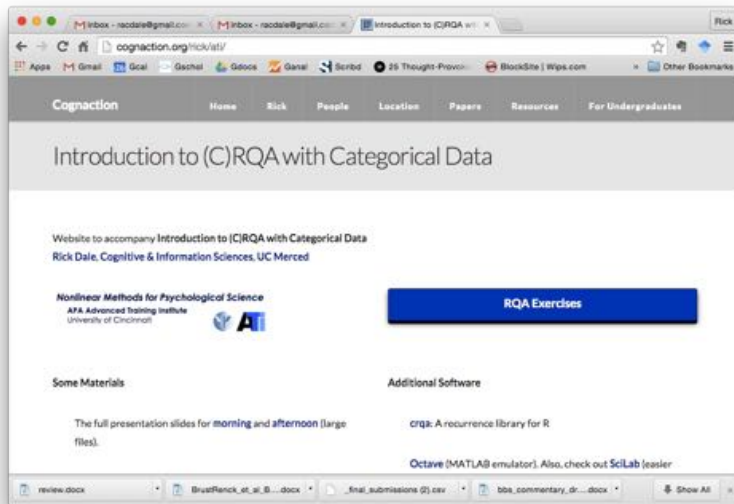 Rick
Inbox - racdale@gmail.co
Inbox - racdale@gmail.co
Introduction to (C)RQA w
cognaction.org/rick/ati/
Apps Gmail Gcal Gschol Gdocs Ganal Scribd 26 Thought-Provok BlockSite | Wips.com » Other Bookmarks
Cognaction Home Rick People Location Papers Resources For Undergraduates
Introduction to (C)RQA with Categorical Data
Website to accompany Introduction to (C)RQA with Categorical Data
Rick Dale, Cognitive & Information Sciences, UC Merced
Nonlinear Methods for Psychological Science
APA Advanced Training Institute
University of Cincinnati
ATI
RQA Exercises
Some Materials
The full presentation slides for morning and afternoon (large
files).
Additional Software
crqa: A recurrence library for R
Octave (MATLAB emulator). Also, check out SciLab (easier
review.docx BrustRenck_et_al_B....docx _final_submissions (2).csv bbs_commentary_dr....docx Show All